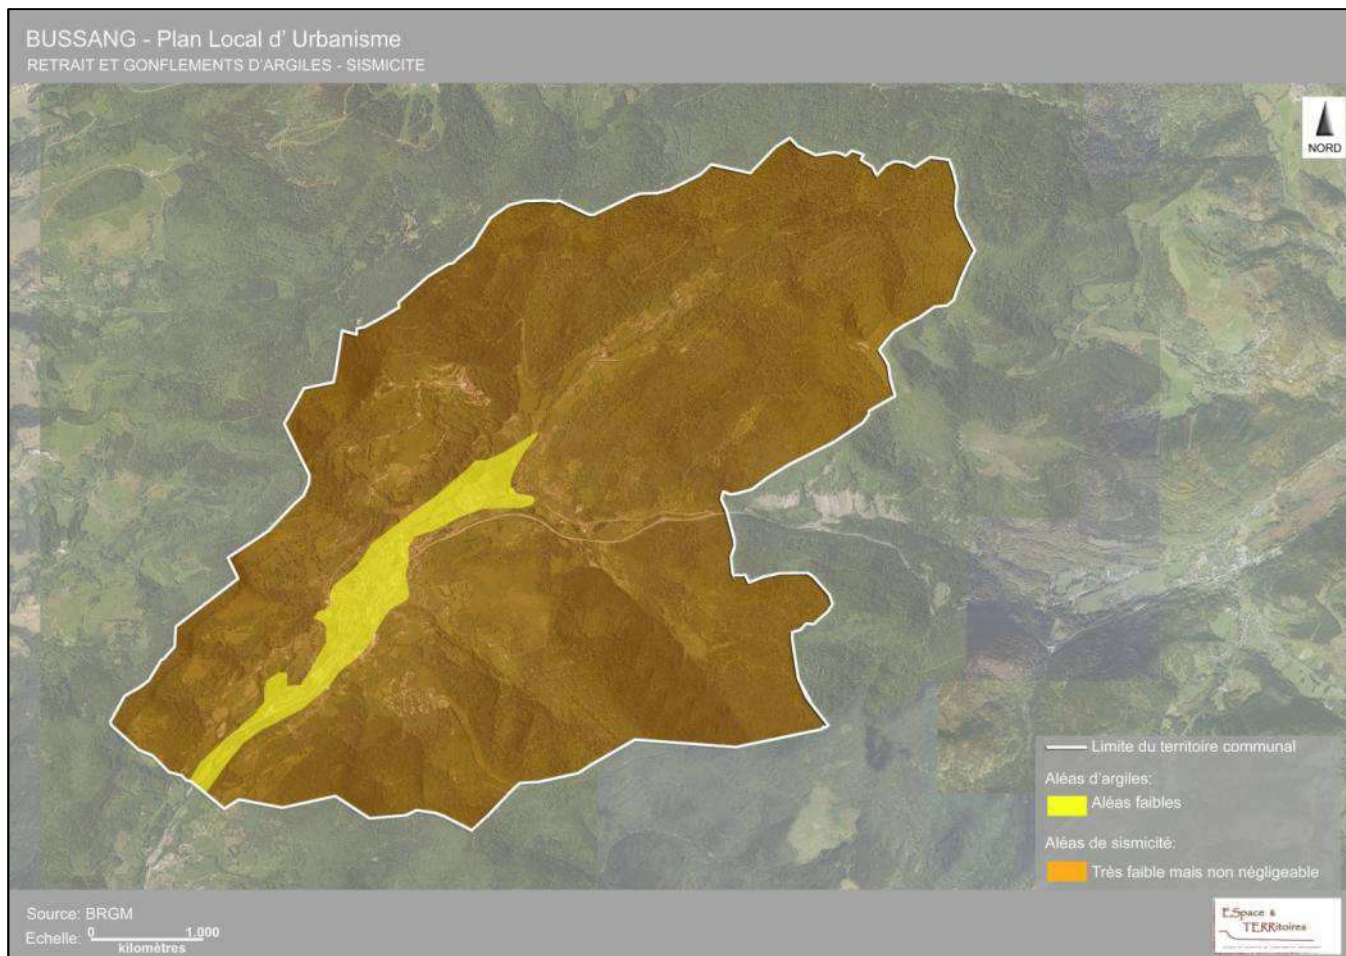 BUSSANG - Plan Local d' Urbanisme
RETRAIT ET GONFLEMENTS D'ARGILES - SISMICITE
NORD
Limite du territoire communal
Aléas d'argiles:
Aléas faibles
Aléas de sismicité:
Très faible mais non négligeable
Source: BRGM
Echelle: 0 1.000
kilomètres
ESpace &
TERRitoires